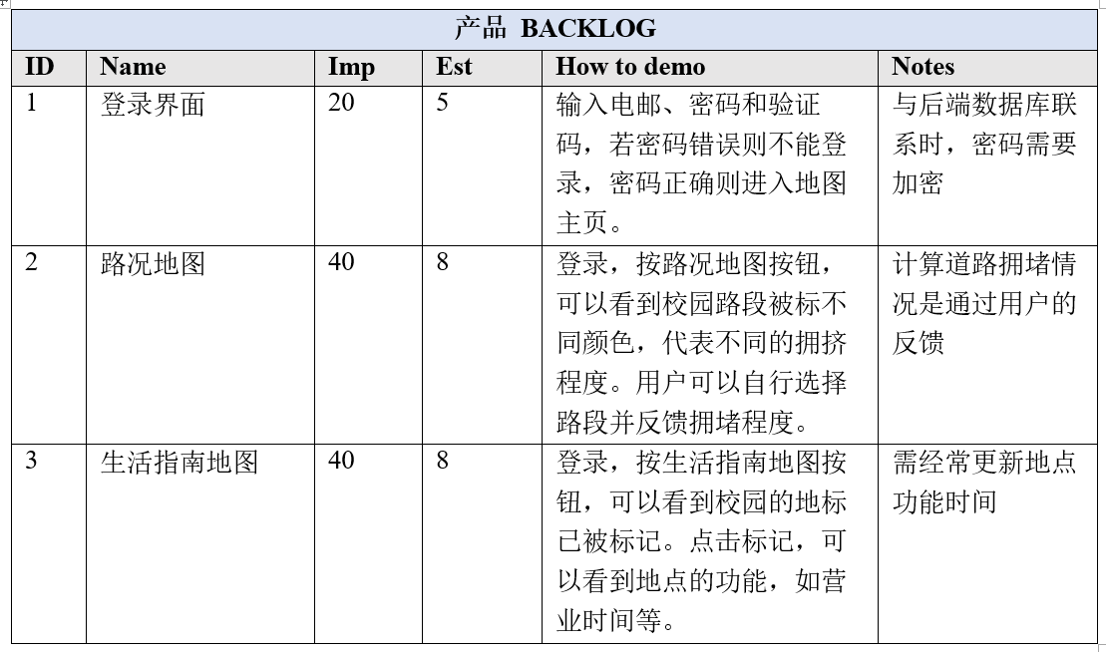 产品 BACKLOG
ID Name Imp Est How to demo Notes
1 登录界面 20 5 输入电邮、密码和验证 与后端数据库联
码，若密码错误则不能登 系时，密码需要
录，密码正确则进入地图 加密
主页。
2 路况地图 40 8 登录，按路况地图按钮， 计算道路拥堵情
可以看到校园路段被标不 况是通过用户的
同颜色，代表不同的拥挤 反馈
程度。用户可以自行选择
路段并反馈拥堵程度。
3 生活指南地图 40 8 登录，按生活指南地图按 需经常更新地点
钮，可以看到校园的地标 功能时间
已被标记。点击标记，可
以看到地点的功能，如营
业时间等。